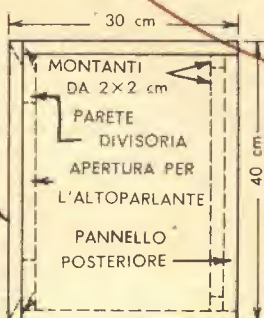 30 cm
MONTANTI
DA 2×2 cm
PARETE
DIVISORIA
APERTURA PER
L'ALTOPARLANTE
PANNELLO
POSTERIORE
40 cm